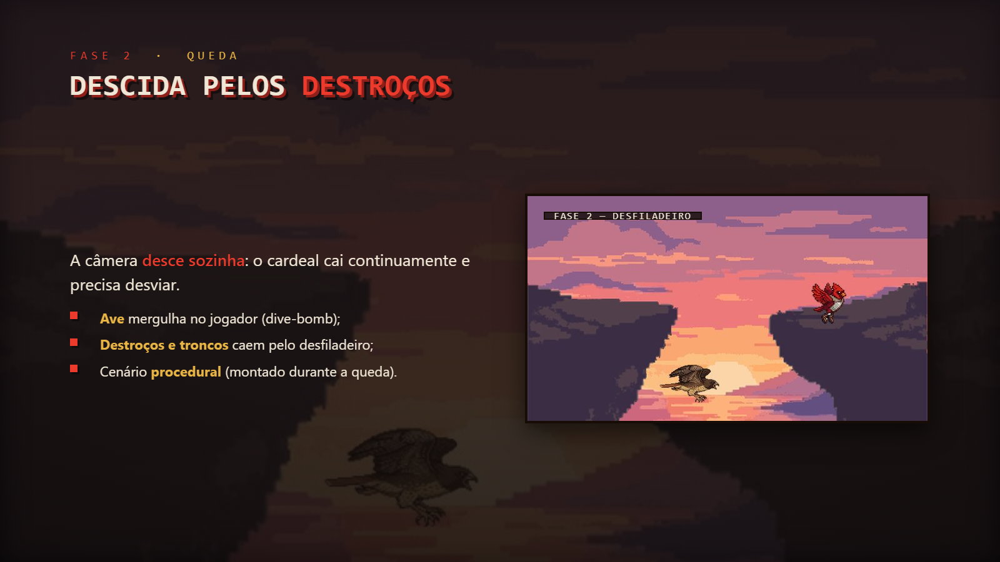 FASE 2 · QUEDA
DESCIDA PELOS DESTROÇOS
A câmera desce sozinha: o cardeal cai continuamente e
precisa desviar.
Ave mergulha no jogador (dive-bomb);
Destroços e troncos caem pelo desfiladeiro;
Cenário procedural (montado durante a queda).
FASE 2 — DESFILADEIRO